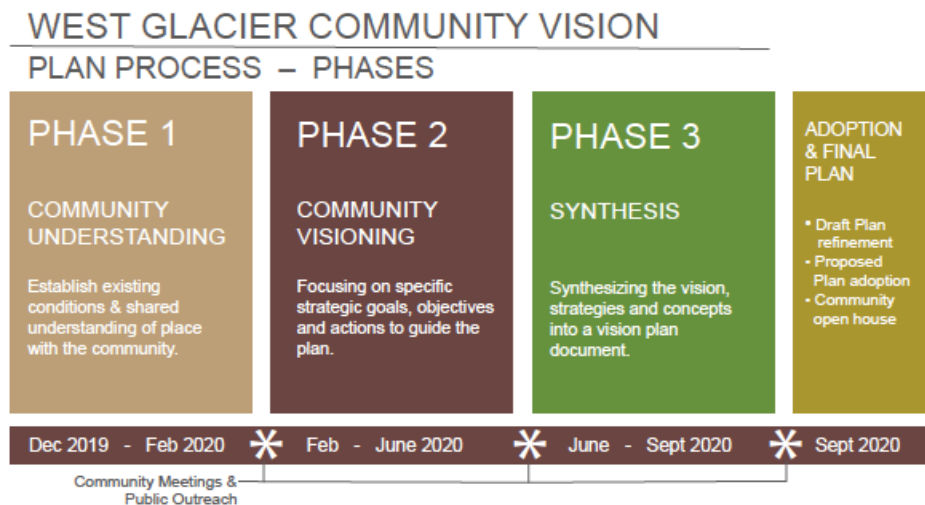 WEST GLACIER COMMUNITY VISION
PLAN PROCESS – PHASES
PHASE 1
COMMUNITY
UNDERSTANDING
Establish existing
conditions & shared
understanding of place
with the community.
PHASE 2
COMMUNITY
VISIONING
Focusing on specific
strategic goals, objectives
and actions to guide the
plan.
PHASE 3
SYNTHESIS
Synthesizing the vision,
strategies and concepts
into a vision plan
document.
ADOPTION
& FINAL
PLAN
• Draft Plan
refinement
• Proposed
Plan adoption
• Community
open house
Dec 2019 - Feb 2020 * Feb - June 2020 * June - Sept 2020 * Sept 2020
Community Meetings &
Public Outreach